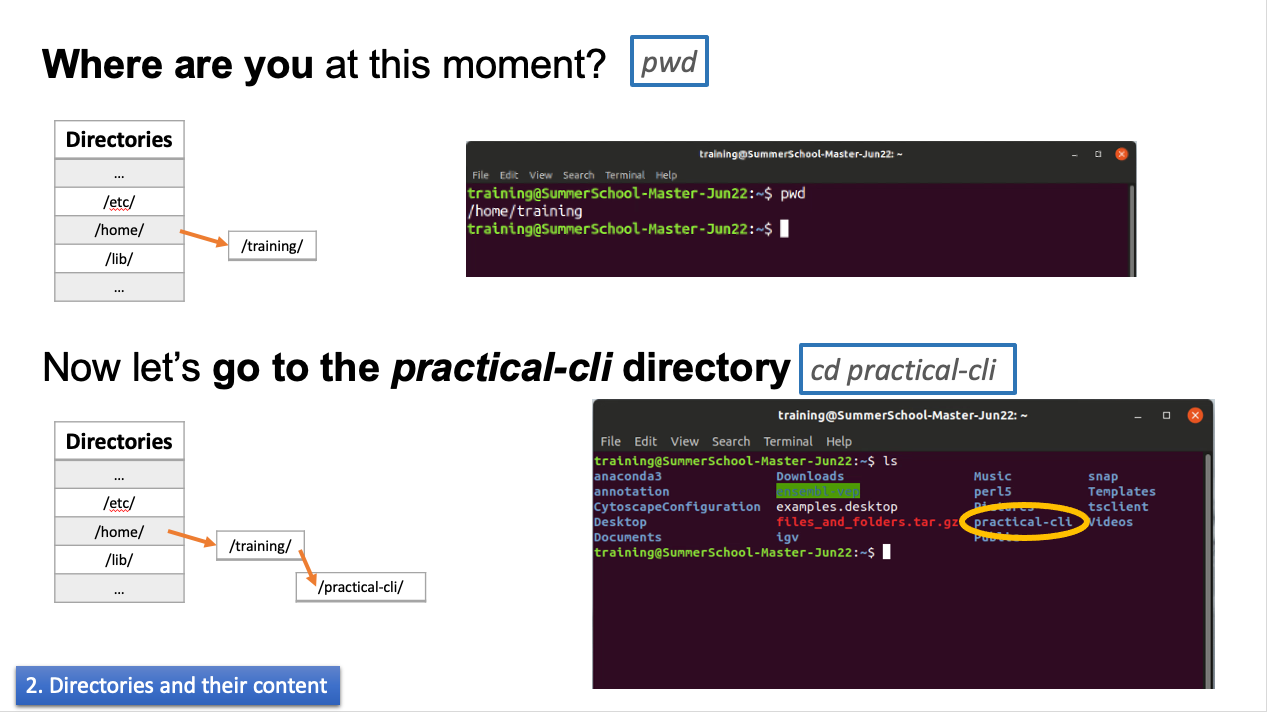 Where are you at this moment? pwd
Directories
...
/etc/
/home/
/lib/
...
/training/
training@SummerSchool-Master-Jun22: ~
File Edit View Search Terminal Help
training@SummerSchool-Master-Jun22:~$ pwd
/home/training
training@SummerSchool-Master-Jun22:~$
Now let’s go to the practical-cli directory cd practical-cli
Directories
...
/etc/
/home/
/lib/
...
/training/
/practical-cli/
training@SummerSchool-Master-Jun22: ~
File Edit View Search Terminal Help
training@SummerSchool-Master-Jun22:~$ ls
anaconda3 Downloads Music snap
annotation ensembl-vep perl5 Templates
CytoscapeConfiguration examples.desktop Pictures tsclient
Desktop files_and_folders.tar.gz practical-cli Videos
Documents igv Public
training@SummerSchool-Master-Jun22:~$
2. Directories and their content